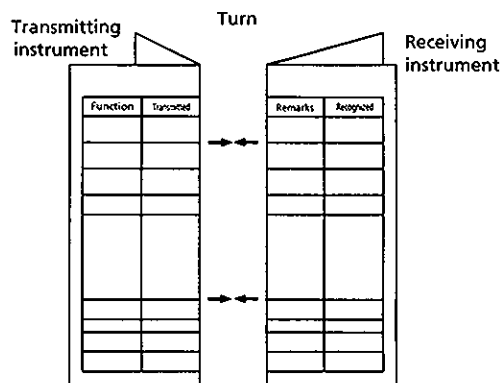 Turn
Transmitting
instrument
Receiving
instrument
Function Transmitted
Remarks Recognized